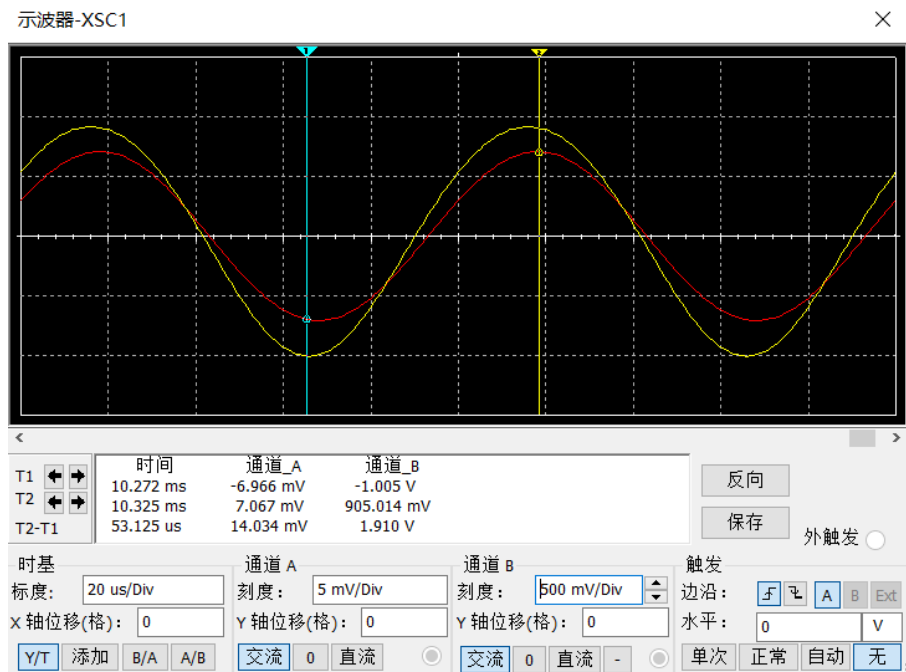 示波器-XSC1
1
2
时间 通道_A 通道_B
T1 10.272 ms -6.966 mV -1.005 V
T2 10.325 ms 7.067 mV 905.014 mV
T2-T1 53.125 us 14.034 mV 1.910 V
反向
保存
外触发
时基 通道 A 通道 B 触发
标度: 20 us/Div 刻度: 5 mV/Div 刻度: 500 mV/Div 边沿: A B Ext
X 轴位移(格): 0 Y 轴位移(格): 0 Y 轴位移(格): 0 水平: 0 V
Y/T 添加 B/A A/B 交流 0 直流 交流 0 直流 - 单次 正常 自动 无